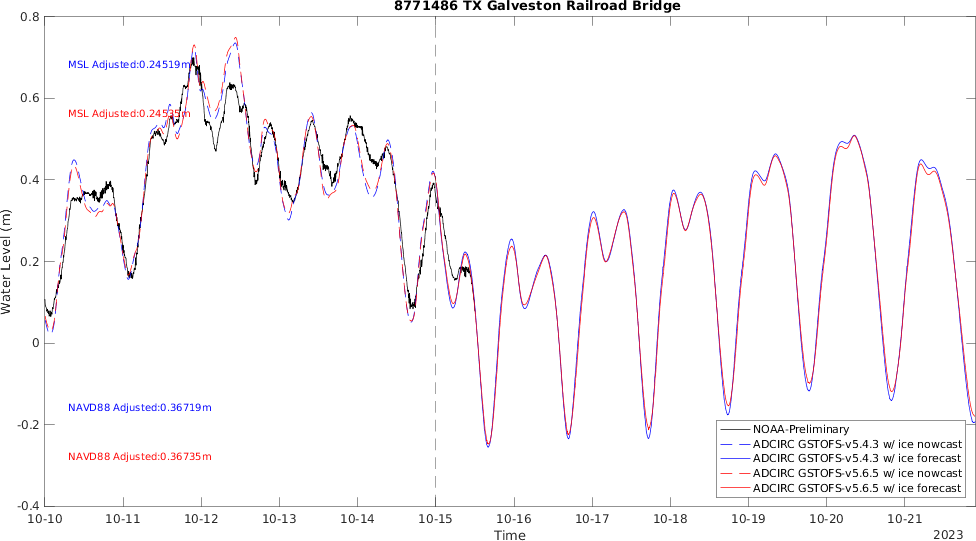 8771486 TX Galveston Railroad Bridge
0.8
0.6
0.4
0.2
0
-0.2
-0.4
Water Level (m)
MSL Adjusted:0.24519m
MSL Adjusted:0.24535m
NAVD88 Adjusted:0.36719m
NAVD88 Adjusted:0.36735m
NOAA-Preliminary
ADCIRC GSTOFS-v5.4.3 w/ ice nowcast
ADCIRC GSTOFS-v5.4.3 w/ ice forecast
ADCIRC GSTOFS-v5.6.5 w/ ice nowcast
ADCIRC GSTOFS-v5.6.5 w/ ice forecast
10-10 10-11 10-12 10-13 10-14 10-15 10-16 10-17 10-18 10-19 10-20 10-21
Time
2023